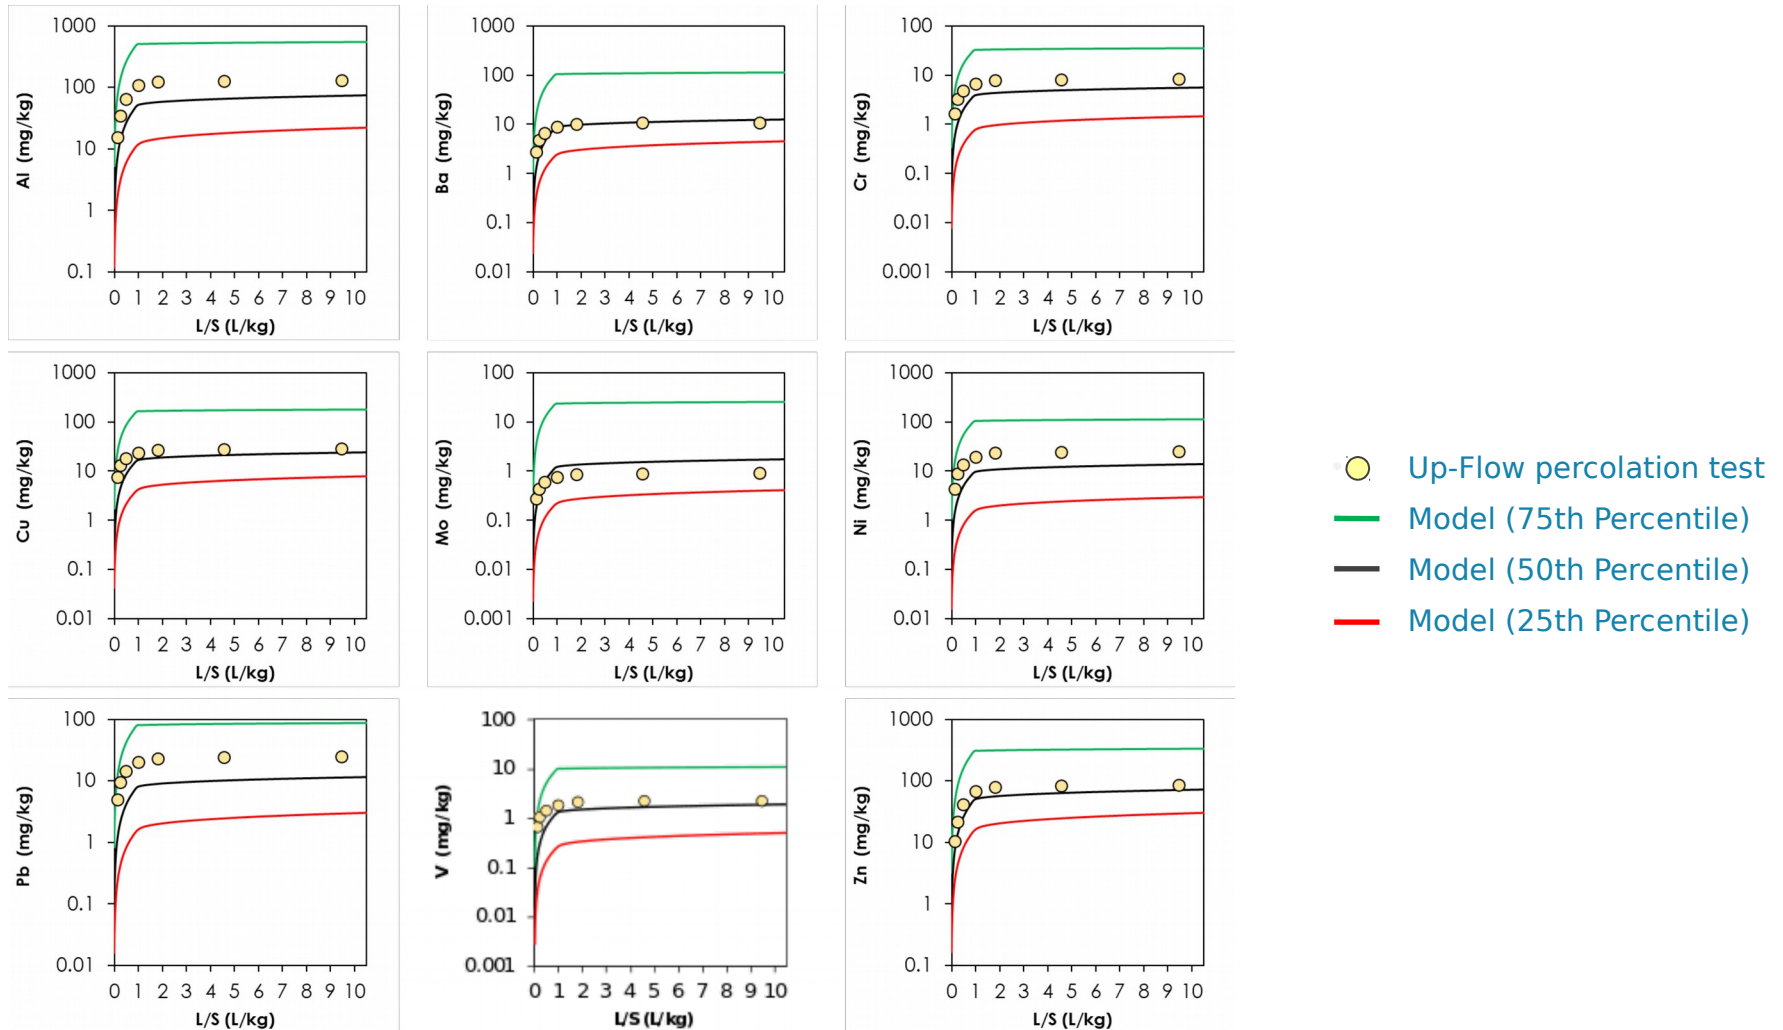 1000
100
10
1
0.1
Al (mg/kg)
0 1 2 3 4 5 6 7 8 9 10
L/S (L/kg)
1000
100
10
1
0.1
0.01
Ba (mg/kg)
0 1 2 3 4 5 6 7 8 9 10
L/S (L/kg)
100
10
1
0.1
0.01
0.001
Cr (mg/kg)
0 1 2 3 4 5 6 7 8 9 10
L/S (L/kg)
1000
100
10
1
0.1
0.01
Cu (mg/kg)
0 1 2 3 4 5 6 7 8 9 10
L/S (L/kg)
100
10
1
0.1
0.01
0.001
Mo (mg/kg)
0 1 2 3 4 5 6 7 8 9 10
L/S (L/kg)
1000
100
10
1
0.1
0.01
Ni (mg/kg)
0 1 2 3 4 5 6 7 8 9 10
L/S (L/kg)
Up-Flow percolation test
Model (75th Percentile)
Model (50th Percentile)
Model (25th Percentile)
100
10
1
0.1
0.01
Pb (mg/kg)
0 1 2 3 4 5 6 7 8 9 10
L/S (L/kg)
100
10
1
0.1
0.01
0.001
V (mg/kg)
0 1 2 3 4 5 6 7 8 9 10
L/S (L/kg)
1000
100
10
1
0.1
Zn (mg/kg)
0 1 2 3 4 5 6 7 8 9 10
L/S (L/kg)